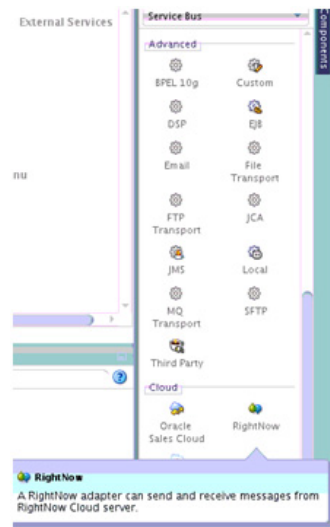 External Services
Service Bus
Components
Advanced
BPEL 10g
Custom
DSP
EJB
Email
File
Transport
nu
FTP
Transport
JCA
JMS
Local
MQ
Transport
SFTP
Third Party
Cloud
Oracle
Sales Cloud
RightNow
RightNow
A RightNow adapter can send and receive messages from
RightNow Cloud server.